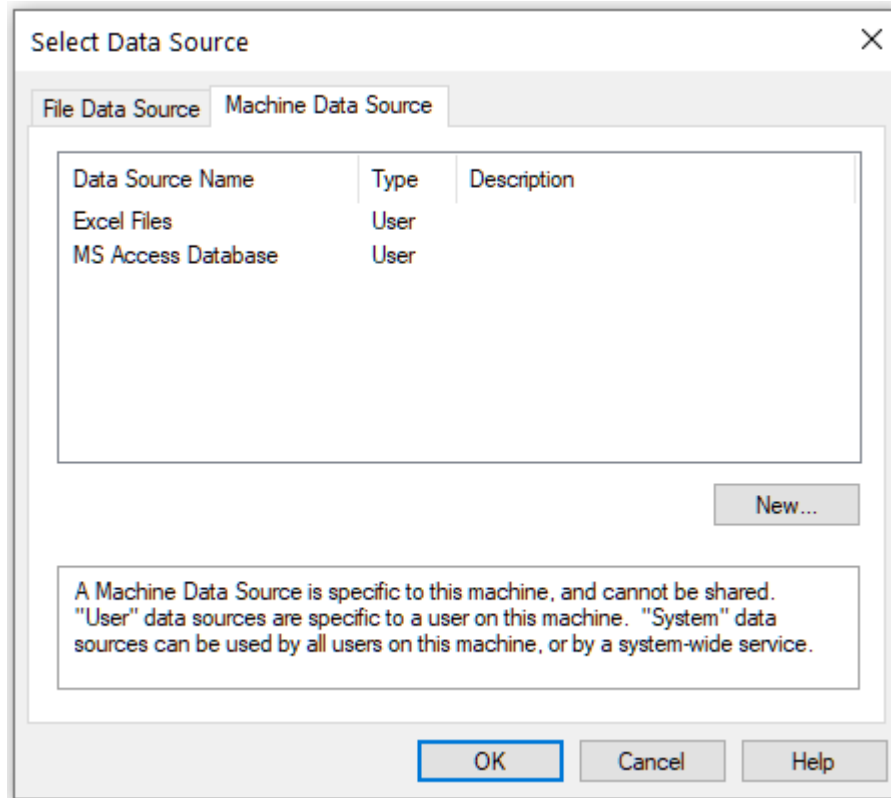 Select Data Source
File Data Source Machine Data Source
Data Source Name Type Description
Excel Files User
MS Access Database User
New...
A Machine Data Source is specific to this machine, and cannot be shared.
"User" data sources are specific to a user on this machine. "System" data
sources can be used by all users on this machine, or by a system-wide service.
OK Cancel Help